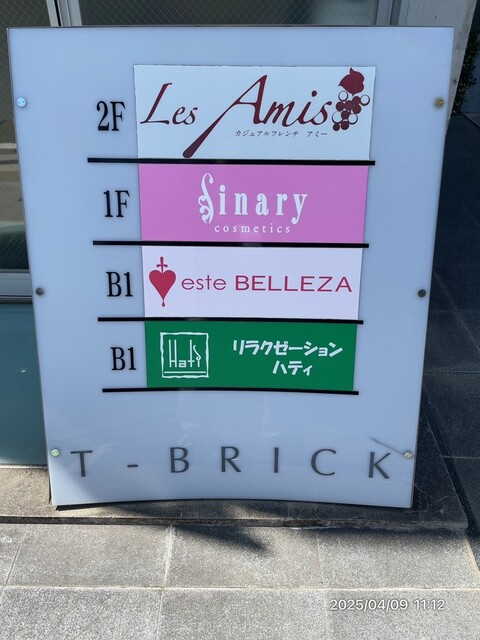 2F Les Amis
カジュアルフレンチ アミー
1F Sinary
cosmetics
B1 este BELLEZA
B1 Hati リラクゼーション
ハティ
T - BRICK
2025/04/09 11:12